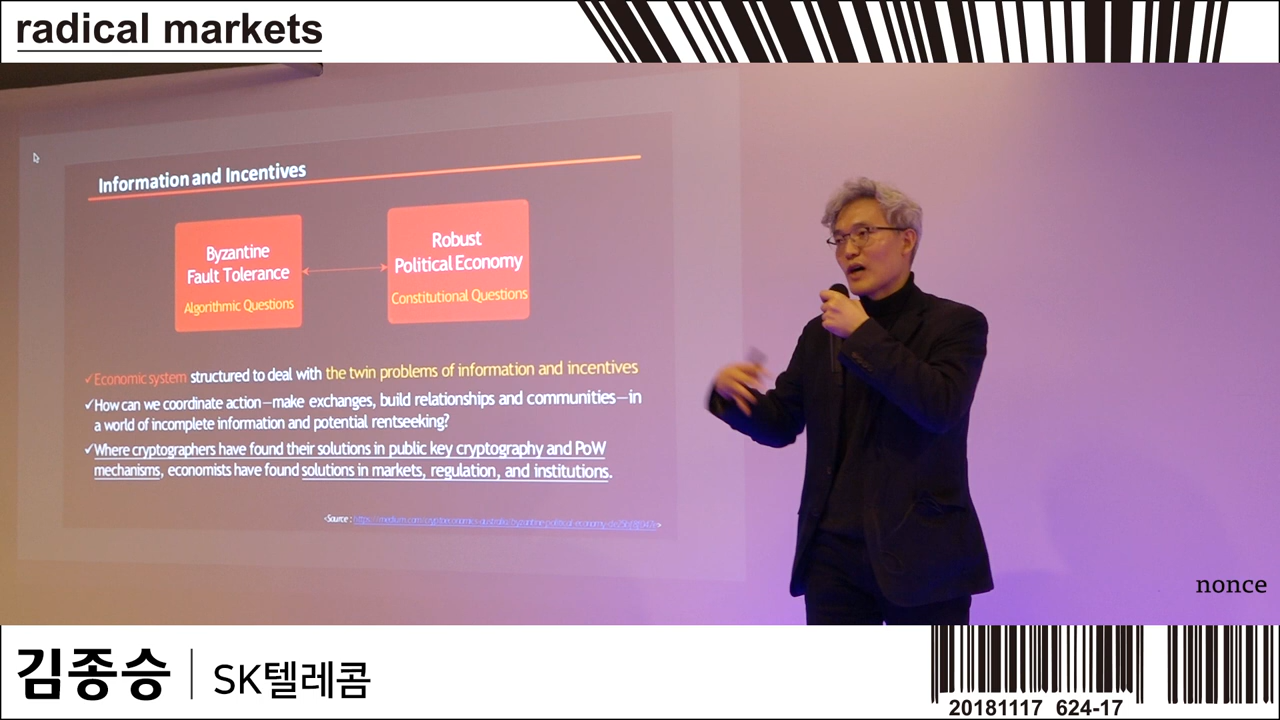 radical markets
Information and Incentives
Byzantine
Fault Tolerance
Algorithmic Questions
Robust
Political Economy
Constitutional Questions
✓Economic system structured to deal with the twin problems of information and incentives
✓How can we coordinate action—make exchanges, build relationships and communities—in
a world of incomplete information and potential rentseeking?
✓Where cryptographers have found their solutions in public key cryptography and PoW
mechanisms, economists have found solutions in markets, regulation, and institutions.
<Source :
nonce
김종승 | SK텔레콤
20181117 624-17